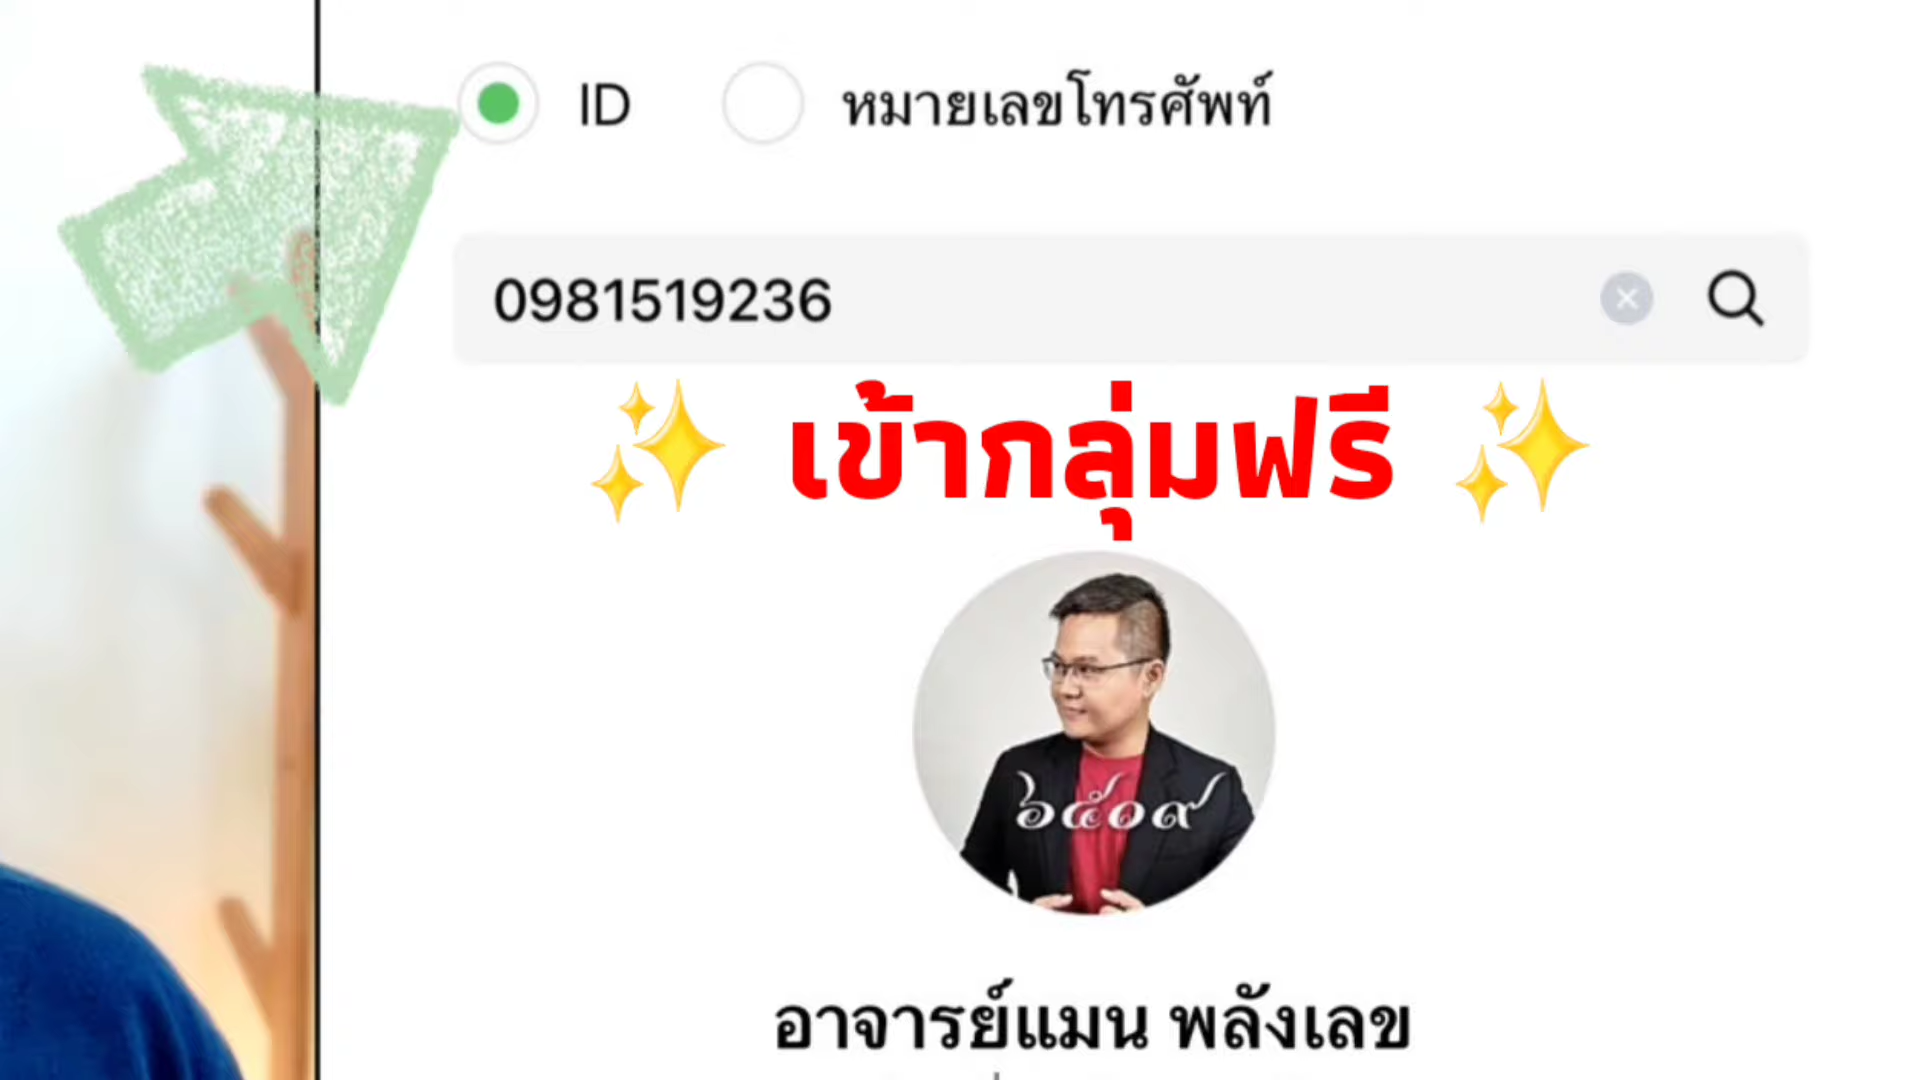 ID หมายเลขโทรศัพท์
0981519236
✨ เข้ากลุ่มฟรี ✨
๖๕๑๙
อาจารย์แมน พลังเลข